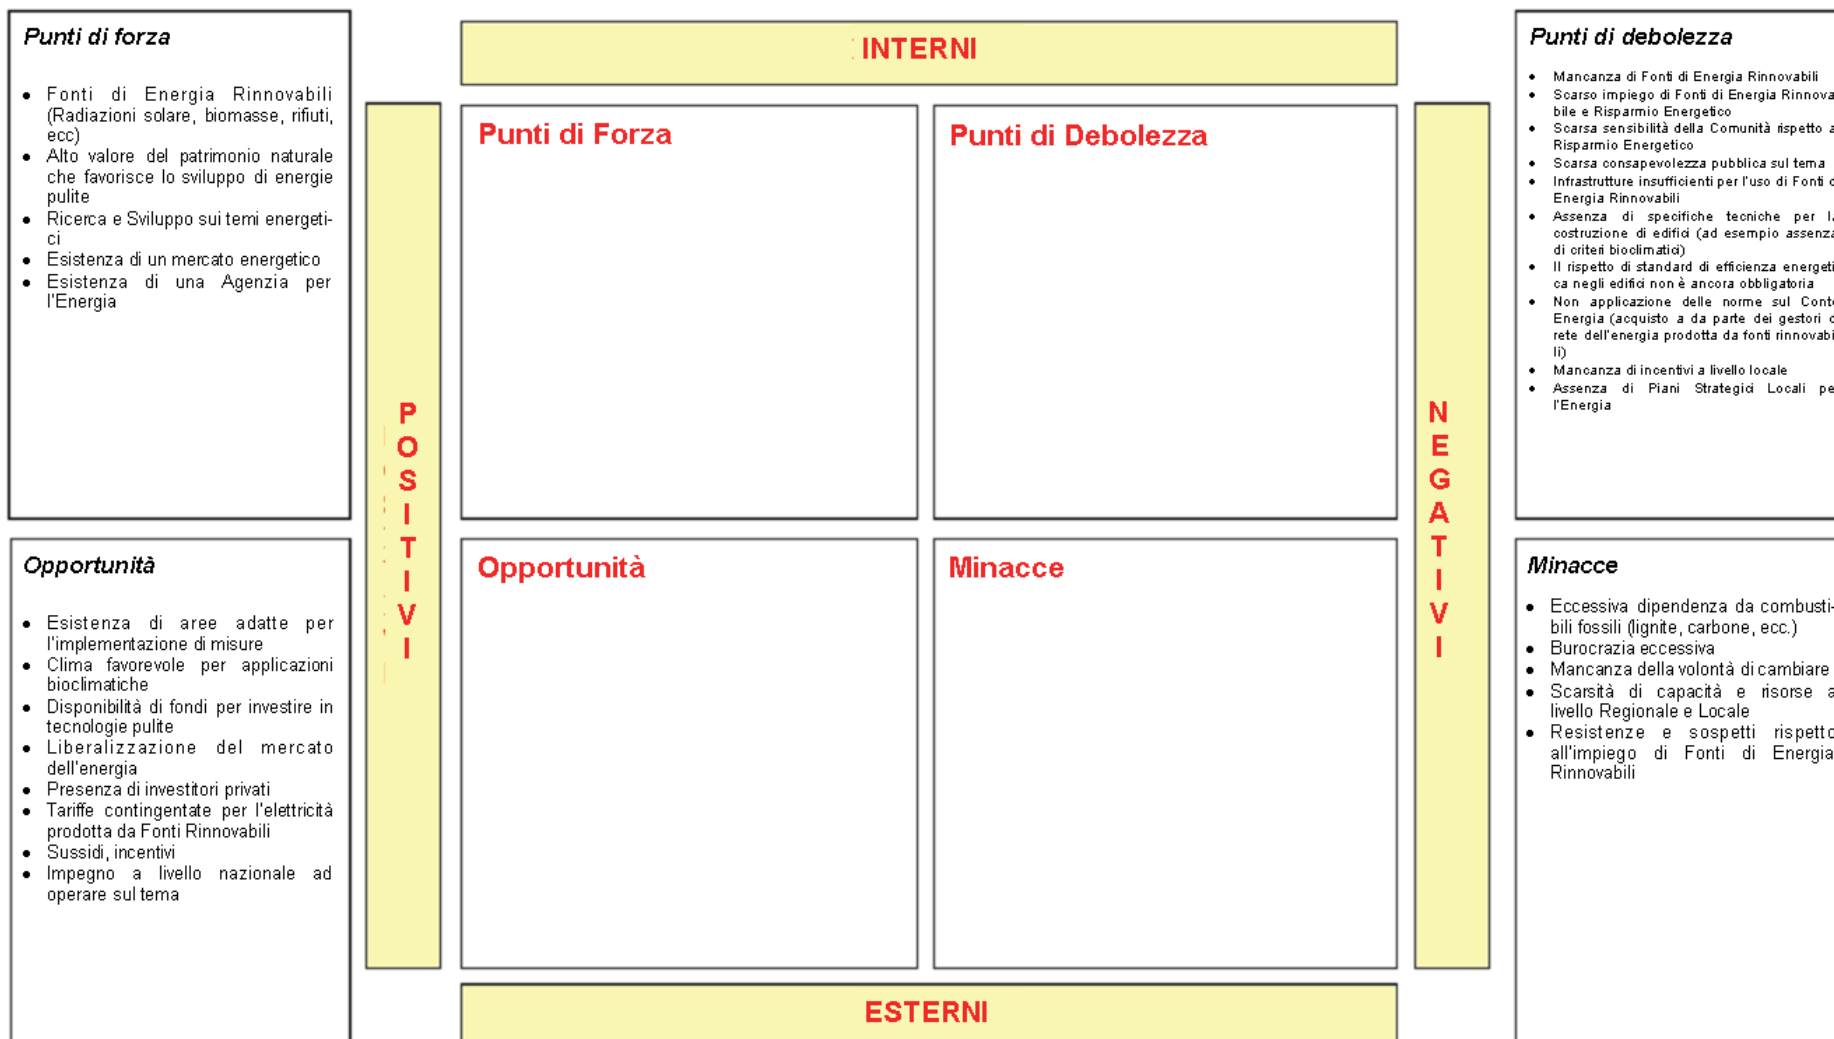 Punti di forza
Fonti di Energia Rinnovabili
(Radiazioni solare, biomasse, rifiuti,
ecc)
Alto valore del patrimonio naturale
che favorisce lo sviluppo di energie
pulite
Ricerca e Sviluppo sui temi energeti-
ci
Esistenza di un mercato energetico
Esistenza di una Agenzia per
l'Energia
Opportunità
Esistenza di aree adatte per
l'implementazione di misure
Clima favorevole per applicazioni
bioclimatiche
Disponibilità di fondi per investire in
tecnologie pulite
Liberalizzazione del mercato
dell'energia
Presenza di investitori privati
Tariffe contingentate per l'elettricità
prodotta da Fonti Rinnovabili
Sussidi, incentivi
Impegno a livello nazionale ad
operare sul tema
POSITIVI
INTERNI
Punti di Forza
Punti di Debolezza
Opportunità
Minacce
ESTERNI
NEGATIVI
Punti di debolezza
Mancanza di Fonti di Energia Rinnovabili
Scarso impiego di Fonti di Energia Rinnova
bile e Risparmio Energetico
Scarsa sensibilità della Comunità rispetto a
Risparmio Energetico
Scarsa consapevolezza pubblica sul tema
Infrastrutture insufficienti per l'uso di Fonti
Energia Rinnovabili
Assenza di specifiche tecniche per
costruzione di edifici (ad esempio assenza
di criteri bioclimatici)
Il rispetto di standard di efficienza energeti
ca negli edifici non è ancora obbligatoria
Non applicazione delle norme sul Conto
Energia (acquisto a da parte dei gestori
rete dell'energia prodotta da fonti rinnovabi
li)
Mancanza di incentivi a livello locale
Assenza di Piani Strategici Locali pe
l'Energia
Minacce
Eccessiva dipendenza da combusti-
bili fossili (lignite, carbone, ecc.)
Burocrazia eccessiva
Mancanza della volontà di cambiare
Scarsità di capacità e risorse a
livello Regionale e Locale
Resistenze e sospetti rispetto
all'impiego di Fonti di Energia
Rinnovabili